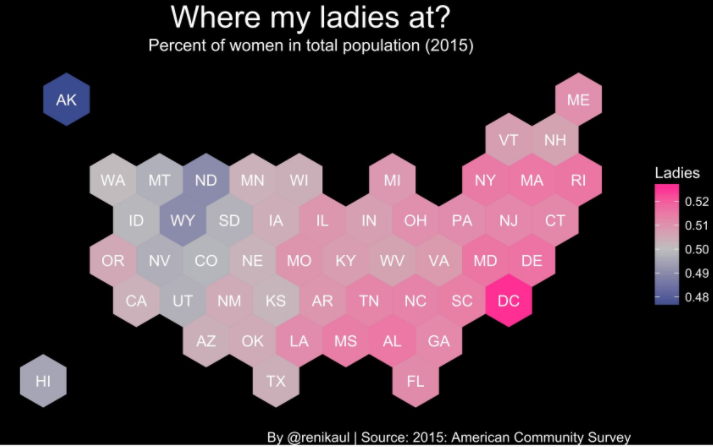 Where my ladies at?
Percent of women in total population (2015)
AK
ME
VT NH
WA MT ND MN WI MI NY MA RI
Ladies
ID WY SD IA IL IN OH PA NJ CT
0.52
0.51
OR NV CO NE MO KY WV VA MD DE
0.50
0.49
CA UT NM KS AR TN NC SC DC
0.48
AZ OK LA MS AL GA
HI TX FL
By @renikaul | Source: 2015: American Community Survey